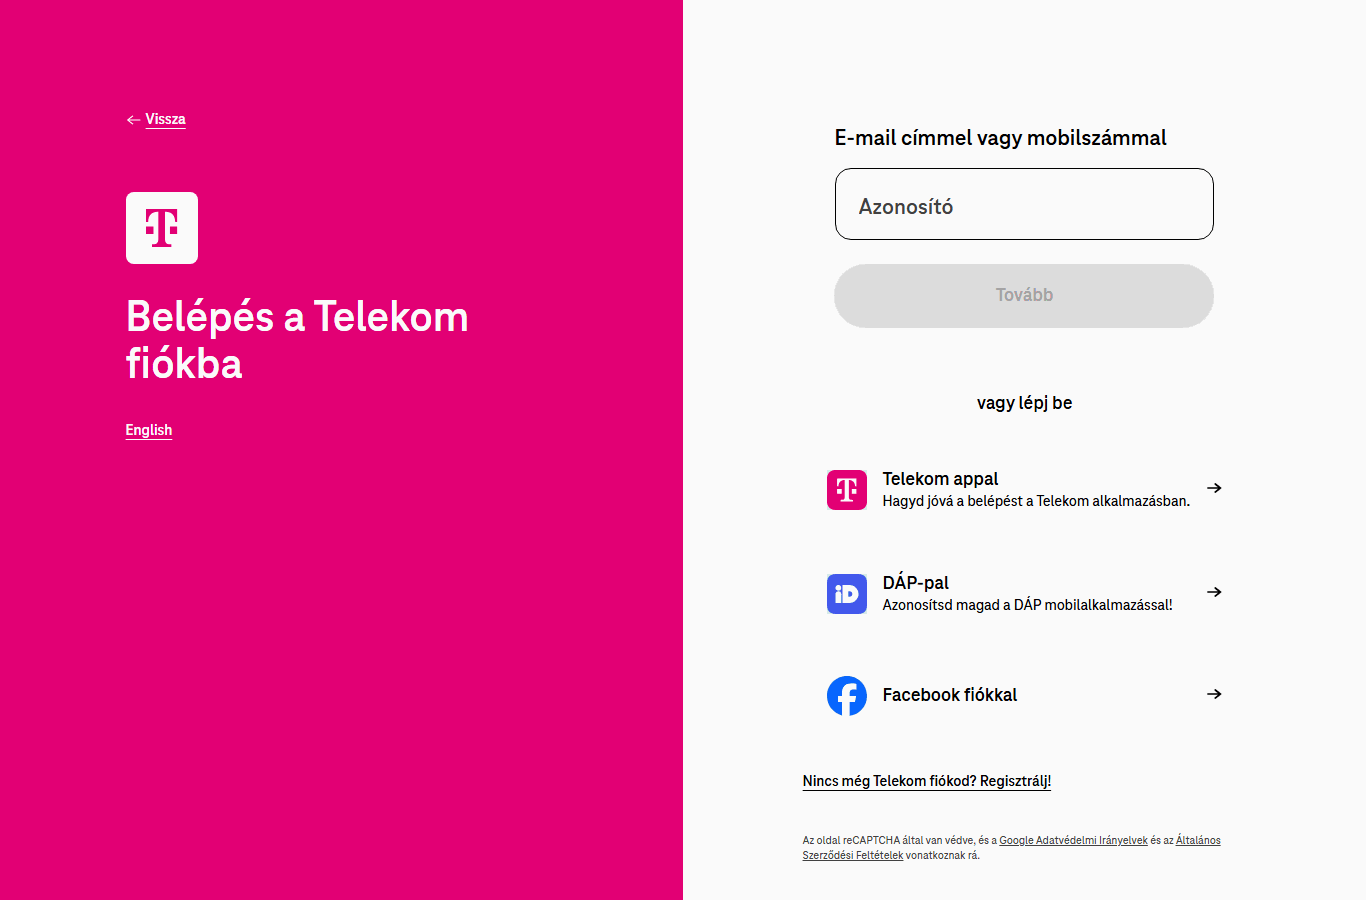 Vissza
Belépés a Telekom
fiókba
English
E-mail címmel vagy mobilszámmal
Azonosító
Tovább
vagy lépj be
Telekom appal
Hagyd jóvá a belépést a Telekom alkalmazásban.
DÁP-pal
Azonosítsd magad a DÁP mobilalkalmazással!
Facebook fiókkal
Nincs még Telekom fiókod? Regisztrálj!
Az oldal reCAPTCHA által van védve, és a Google Adatvédelmi Irányelvek és az Általános
Szerződési Feltételek vonatkoznak rá.